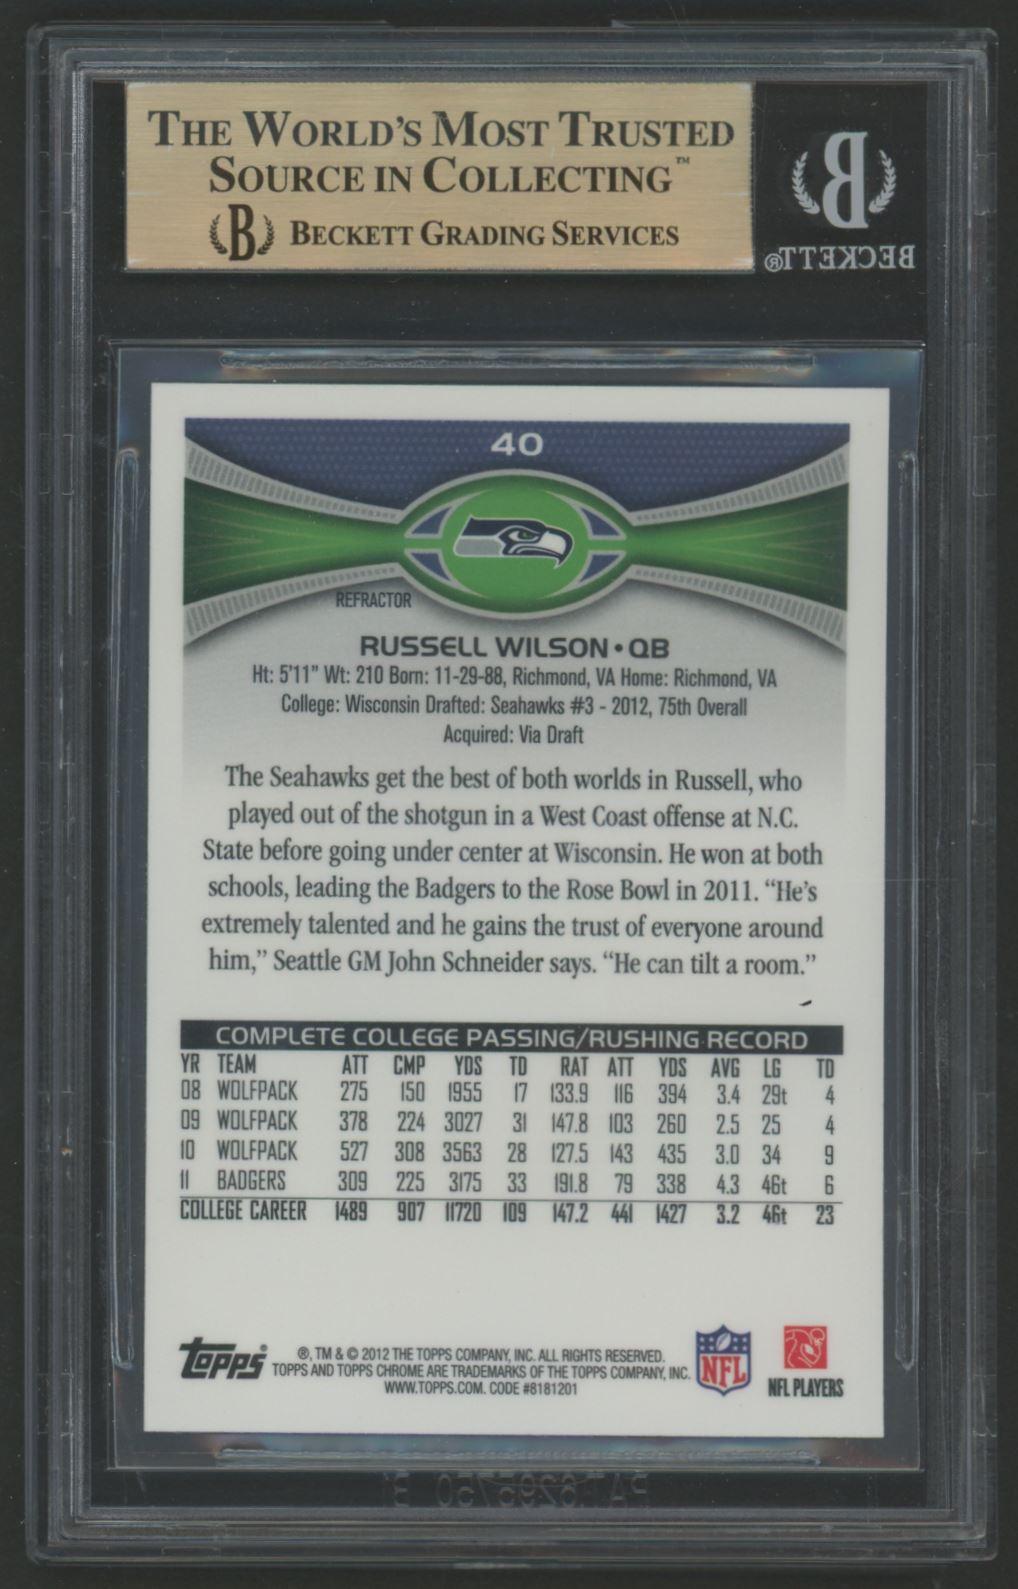 THE WORLD'S MOST TRUSTED
SOURCE IN COLLECTING™
B BECKETT GRADING SERVICES
B
BECKETT®
40
REFRACTOR
RUSSELL WILSON • QB
Ht: 5'11" Wt: 210 Born: 11-29-88, Richmond, VA Home: Richmond, VA
College: Wisconsin Drafted: Seahawks #3 - 2012, 75th Overall
Acquired: Via Draft
The Seahawks get the best of both worlds in Russell, who
played out of the shotgun in a West Coast offense at N.C.
State before going under center at Wisconsin. He won at both
schools, leading the Badgers to the Rose Bowl in 2011. “He's
extremely talented and he gains the trust of everyone around
him,” Seattle GM John Schneider says. “He can tilt a room.”
COMPLETE COLLEGE PASSING/RUSHING RECORD
YR TEAM ATT CMP YDS TD RAT ATT YDS AVG LG TD
08 WOLFPACK 275 150 1955 17 133.9 116 394 3.4 29t 4
09 WOLFPACK 378 224 3027 31 147.8 103 260 2.5 25 4
10 WOLFPACK 527 308 3563 28 127.5 143 435 3.0 34 9
11 BADGERS 309 225 3175 33 191.8 79 338 4.3 46t 6
COLLEGE CAREER 1489 907 11720 109 147.2 441 1427 3.2 46t 23
topps
®, TM & © 2012 THE TOPPS COMPANY, INC. ALL RIGHTS RESERVED.
TOPPS AND TOPPS CHROME ARE TRADEMARKS OF THE TOPPS COMPANY, INC.
WWW.TOPPS.COM. CODE #8181201
NFL
NFL PLAYERS